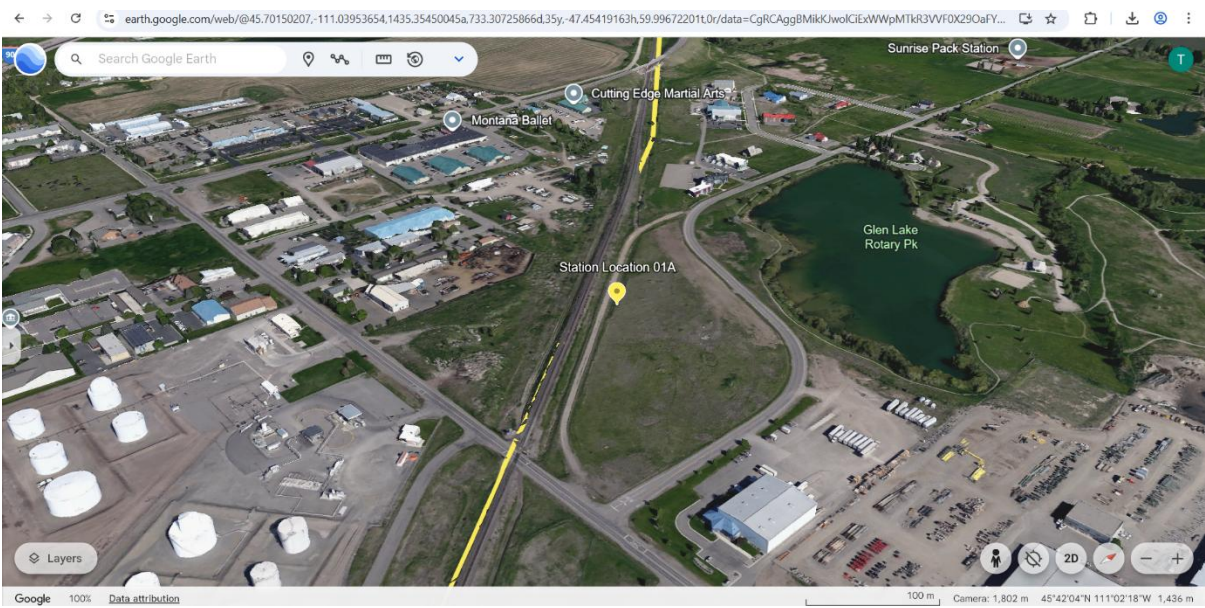 earth.google.com/web/@45.70150207,-111.03953654,1435.35450045a,733.30725866d,35y,-47.45419163h,59.99672201t,0r/data=CgRCAggBMikKJwolCiExWWpMTkR3VVF0X29OaFY...
90
Search Google Earth
Sunrise Pack Station
T
Cutting Edge Martial Arts
Montana Ballet
Glen Lake
Rotary Pk
Station Location 01A
Layers
2D
Google 100% Data attribution
100 m
Camera: 1,802 m 45°42'04"N 111°02'18"W 1,436 m